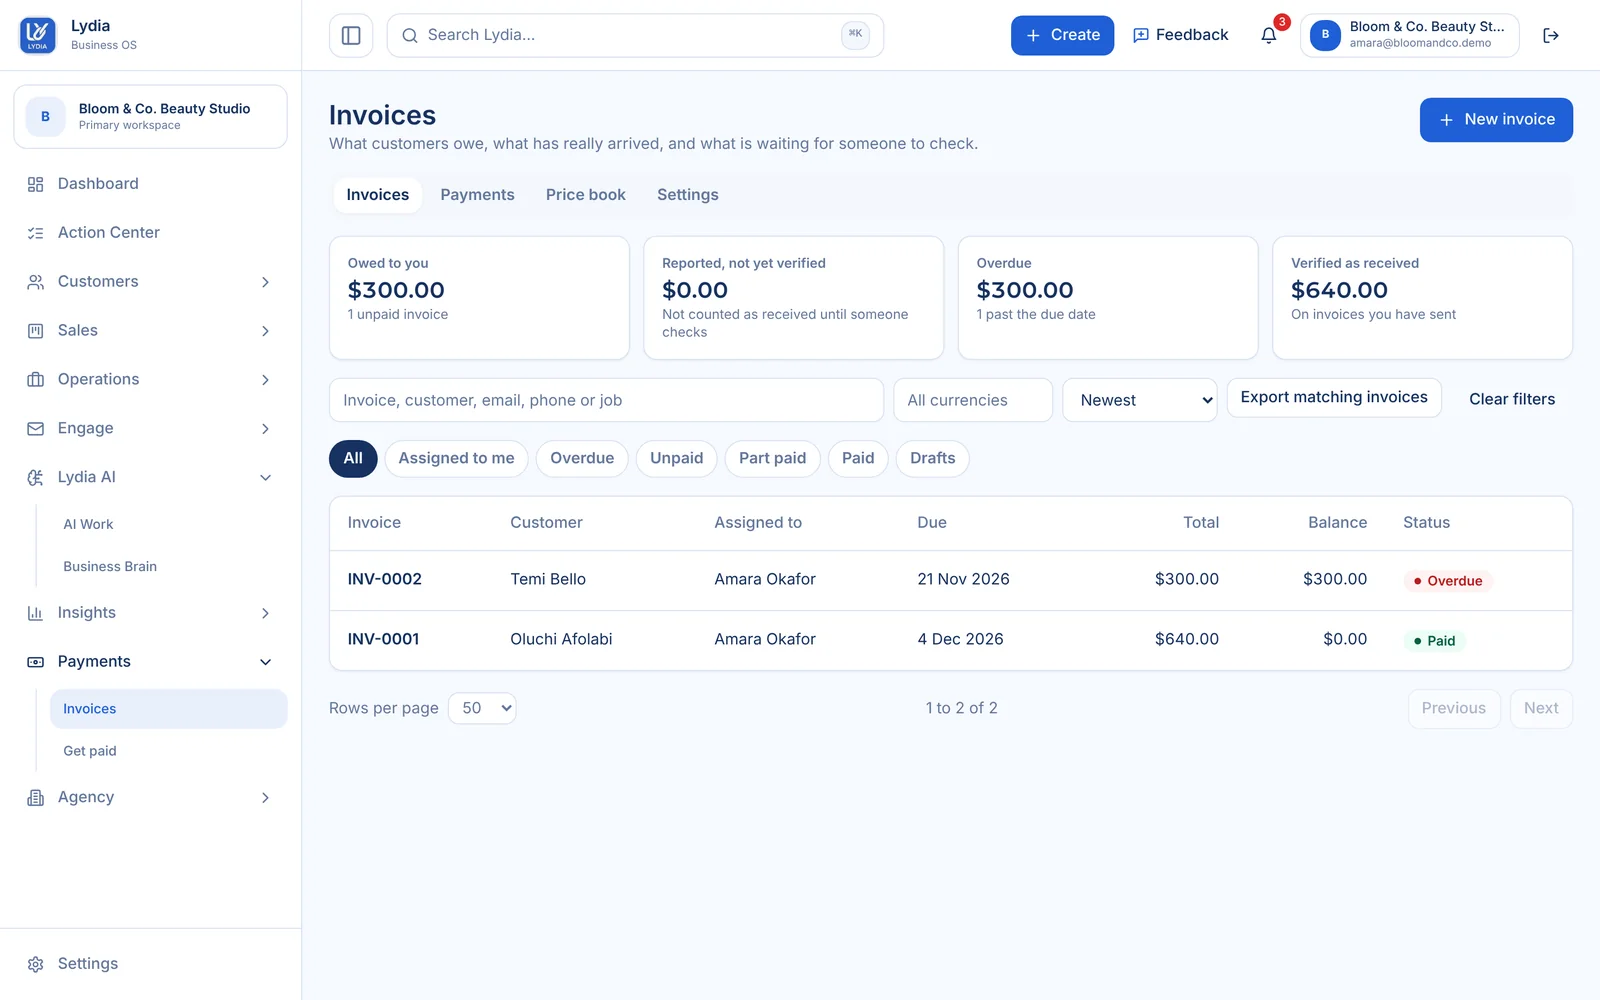 LYDIA
Lydia
Business OS
Search Lydia...
⌘K
Create
Feedback
3
B
Bloom & Co. Beauty St...
amara@bloomandco.demo
B
Bloom & Co. Beauty Studio
Primary workspace
Dashboard
Action Center
Customers
Sales
Operations
Engage
Lydia AI
AI Work
Business Brain
Insights
Payments
Invoices
Get paid
Agency
Settings
Invoices
What customers owe, what has really arrived, and what is waiting for someone to check.
New invoice
Invoices Payments Price book Settings
Owed to you
$300.00
1 unpaid invoice
Reported, not yet verified
$0.00
Not counted as received until someone
checks
Overdue
$300.00
1 past the due date
Verified as received
$640.00
On invoices you have sent
Invoice, customer, email, phone or job
All currencies
Newest
Export matching invoices
Clear filters
All Assigned to me Overdue Unpaid Part paid Paid Drafts
Invoice Customer Assigned to Due Total Balance Status
INV-0002 Temi Bello Amara Okafor 21 Nov 2026 $300.00 $300.00 Overdue
INV-0001 Oluchi Afolabi Amara Okafor 4 Dec 2026 $640.00 $0.00 Paid
Rows per page 50
1 to 2 of 2
Previous Next